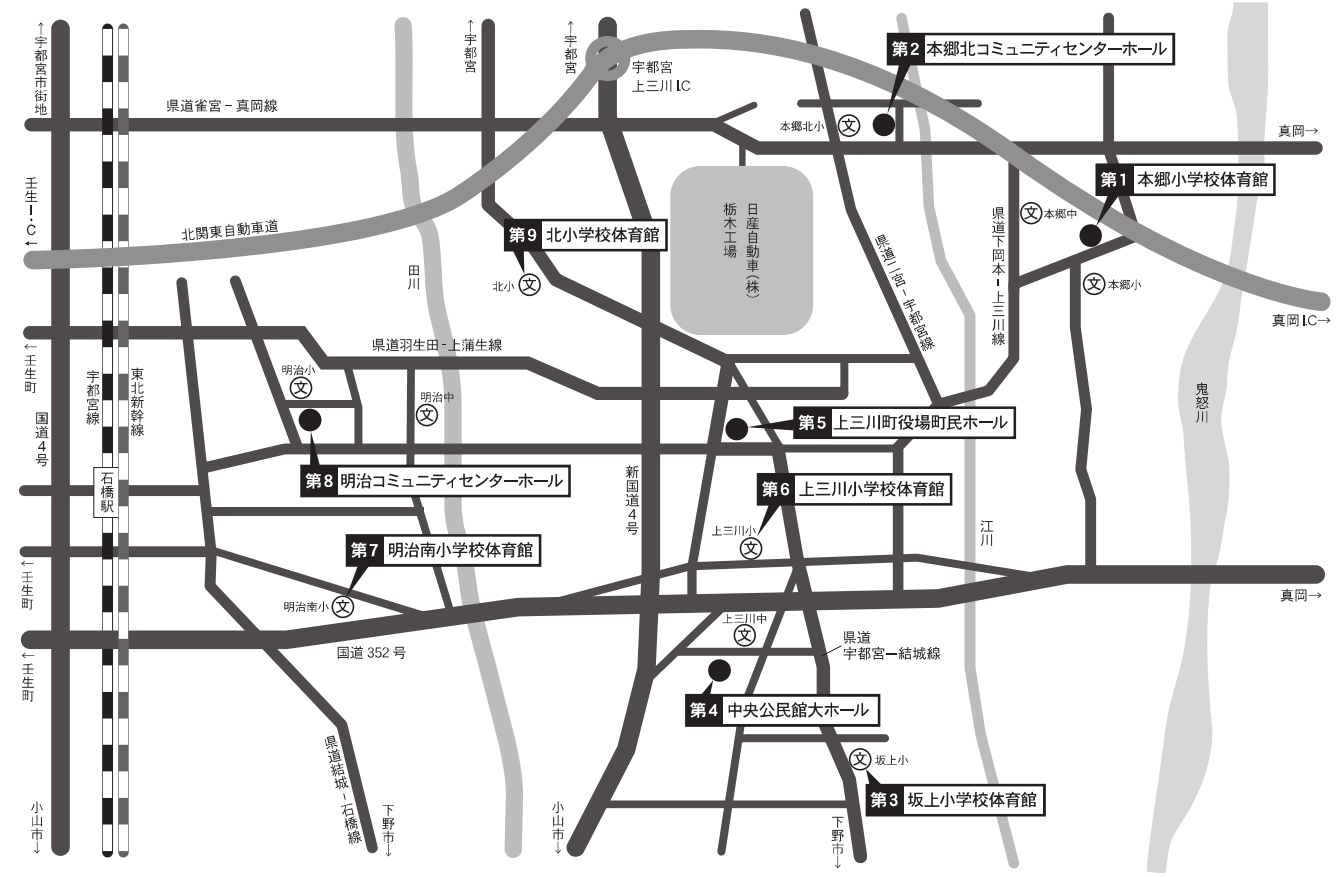 ↑宇都宮市街地
↑宇都宮
↑宇都宮
宇都宮
上三川I.C
第2 本郷北コミュニティセンターホール
県道雀宮－真岡線
本郷北小 文
真岡→
壬生I・C←
第1 本郷小学校体育館
北関東自動車道
第9 北小学校体育館
日産自動車(株)
栃木工場
文 本郷中
県道下岡本－上三川線
県道二宮－宇都宮線
田川
北小 文
文 本郷小
真岡I.C→
←壬生町
県道羽生田－上蒲生線
宇都宮線
東北新幹線
明治小
文
明治中
文
鬼怒川
国道4号
第5 上三川町役場町民ホール
石橋駅
第8 明治コミュニティセンターホール
新国道4号
第6 上三川小学校体育館
上三川小
文
江川
第7 明治南小学校体育館
←壬生町
明治南小 文
真岡→
←壬生町
国道352号
上三川中
文
県道
宇都宮－結城線
第4 中央公民館大ホール
県道結城－石橋線
文 坂上小
第3 坂上小学校体育館
小山市→
下野市→
小山市→
下野市→